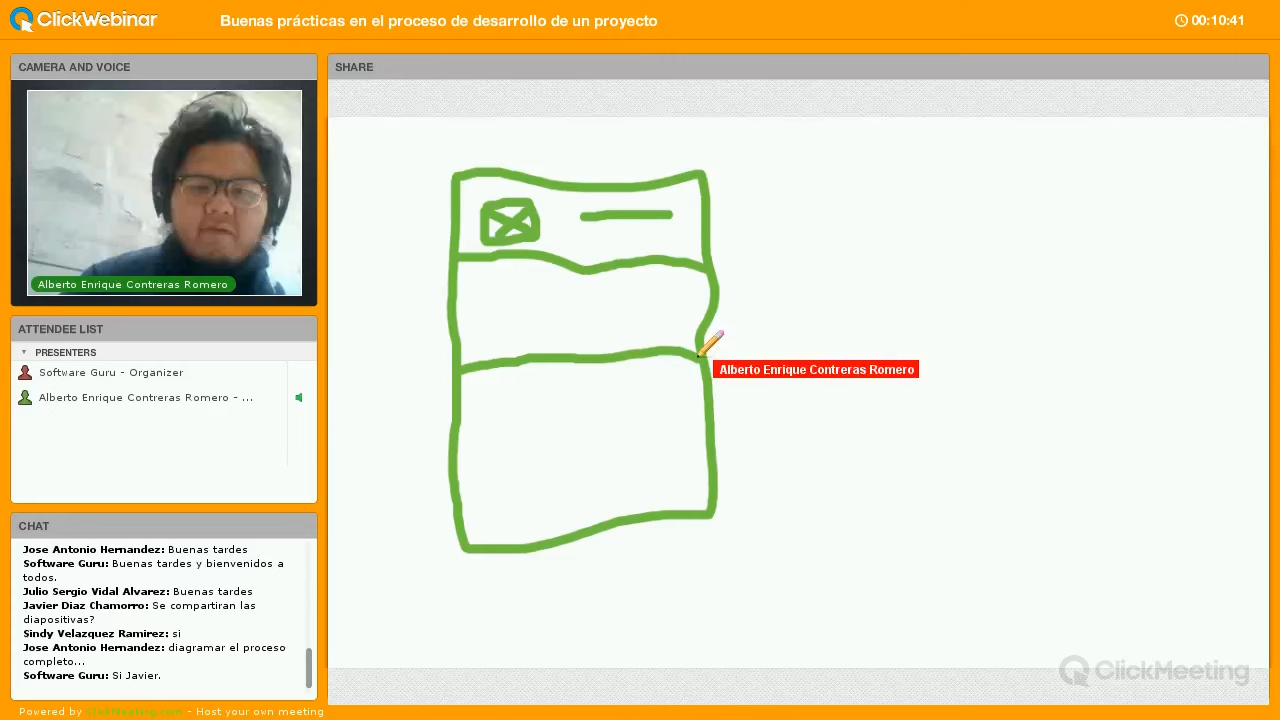 ClickWebinar
Buenas prácticas en el proceso de desarrollo de un proyecto
00:10:41
CAMERA AND VOICE
Alberto Enrique Contreras Romero
ATTENDEE LIST
PRESENTERS
Software Guru - Organizer
Alberto Enrique Contreras Romero - ...
CHAT
Jose Antonio Hernandez: Buenas tardes
Software Guru: Buenas tardes y bienvenidos a
todos.
Julio Sergio Vidal Alvarez: Buenas tardes
Javier Diaz Chamorro: Se compartiran las
diapositivas?
Sindy Velazquez Ramirez: si
Jose Antonio Hernandez: diagramar el proceso
completo...
Software Guru: Si Javier.
Powered by ClickMeeting.com - Host your own meeting
SHARE
Alberto Enrique Contreras Romero
ClickMeeting